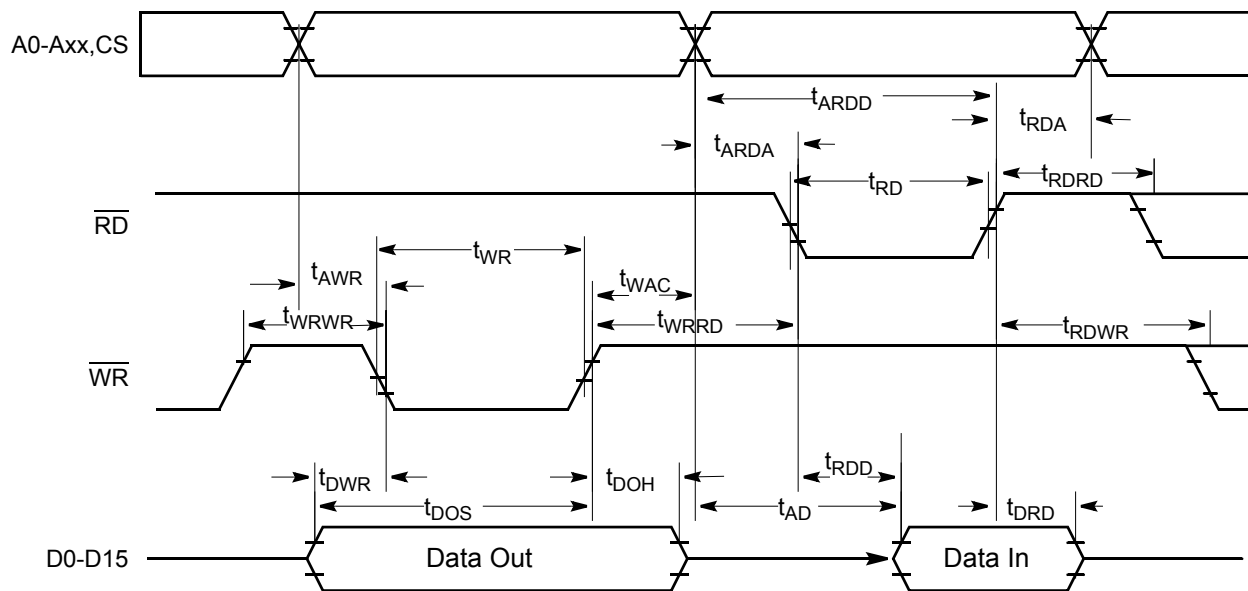 A0-Axx,CS
tARDD
tRDA
tARDA
tRD
tRDRD
RD
tWR
tAWR
tWAC
tWRWR
tWRRD
tRDWR
WR
tRDD
tDWR
tDOH
tDOS
tAD
tDRD
D0-D15
Data Out
Data In